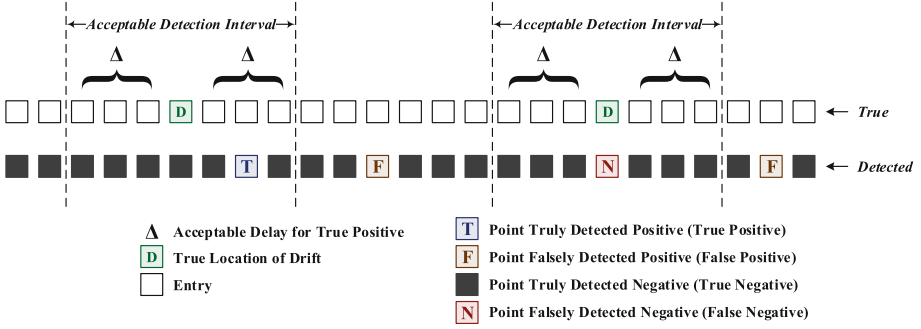 Acceptable Detection Interval Acceptable Detection Interval
Δ Δ Δ Δ
D D True
T F N F Detected
Δ Acceptable Delay for True Positive
D True Location of Drift
Entry
T Point Truly Detected Positive (True Positive)
F Point Falsely Detected Positive (False Positive)
Point Truly Detected Negative (True Negative)
N Point Falsely Detected Negative (False Negative)